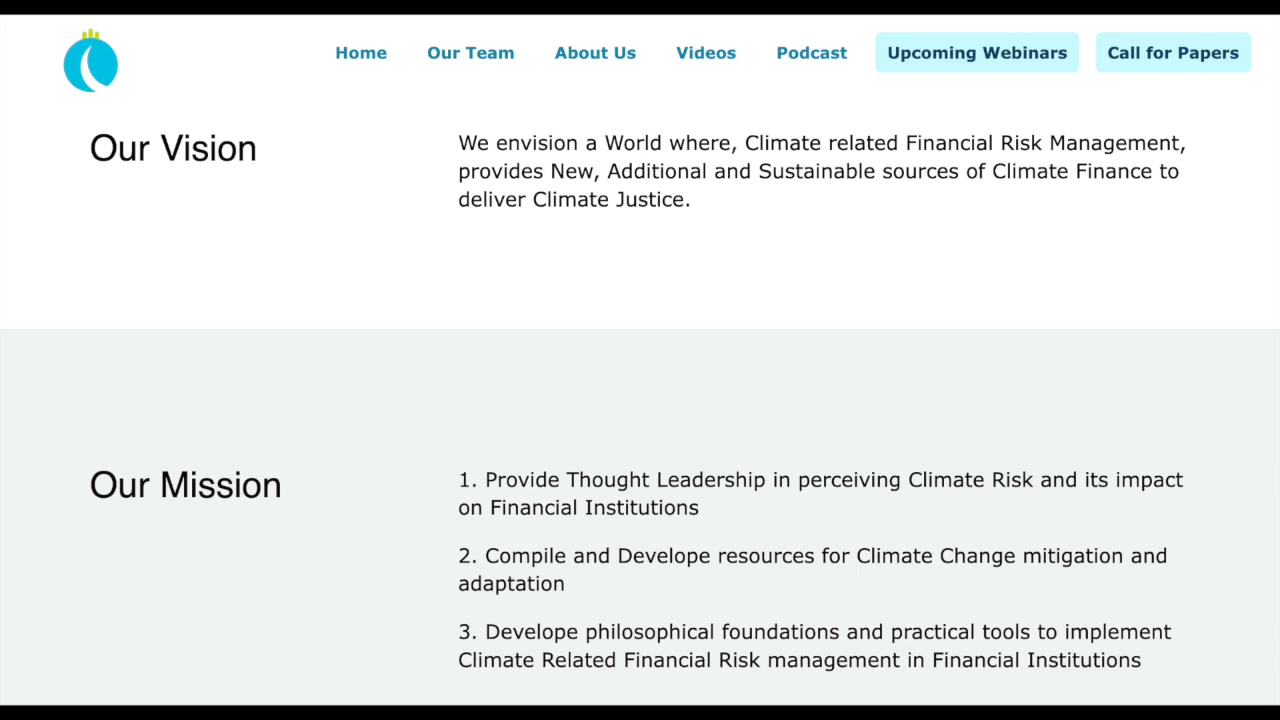 Home Our Team About Us Videos Podcast Upcoming Webinars Call for Papers
Our Vision
We envision a World where, Climate related Financial Risk Management,
provides New, Additional and Sustainable sources of Climate Finance to
deliver Climate Justice.
Our Mission
1. Provide Thought Leadership in perceiving Climate Risk and its impact
on Financial Institutions
2. Compile and Develope resources for Climate Change mitigation and
adaptation
3. Develope philosophical foundations and practical tools to implement
Climate Related Financial Risk management in Financial Institutions